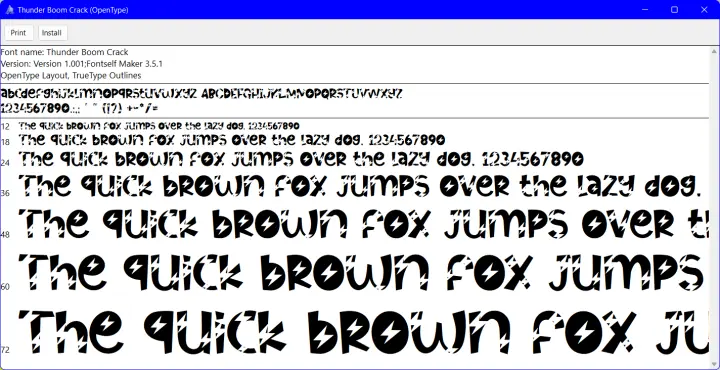 Thunder Boom Crack (OpenType)
Print Install
Font name: Thunder Boom Crack
Version: Version 1.001;Fontself Maker 3.5.1
OpenType Layout, TrueType Outlines
abcdefghijklmnopqrstuvwxyz ABCDEFGHIJKLMNOPQRSTUVWXYZ
1234567890.:,; ' " (!?) +-*/=
12 The quick brown fox jumps over the lazy dog. 1234567890
18 The quick brown fox jumps over the lazy dog. 1234567890
24 The quick brown fox jumps over the lazy dog. 1234567890
36 The quick brown fox jumps over the lazy dog.
48 The quick brown fox jumps over t
60 The quick brown fox jumps
72 The quick brown fox ju